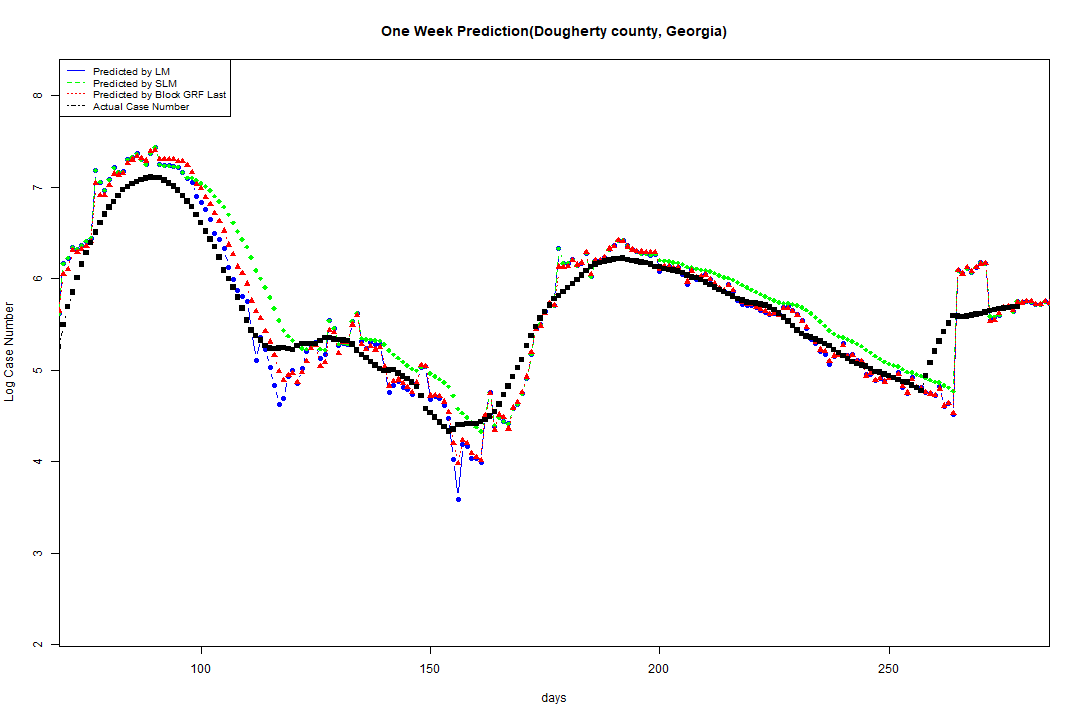 One Week Prediction(Dougherty county, Georgia)
Predicted by LM
Predicted by SLM
Predicted by Block GRF Last
Actual Case Number
Log Case Number
8
7
6
5
4
3
2
100 150 200 250
days